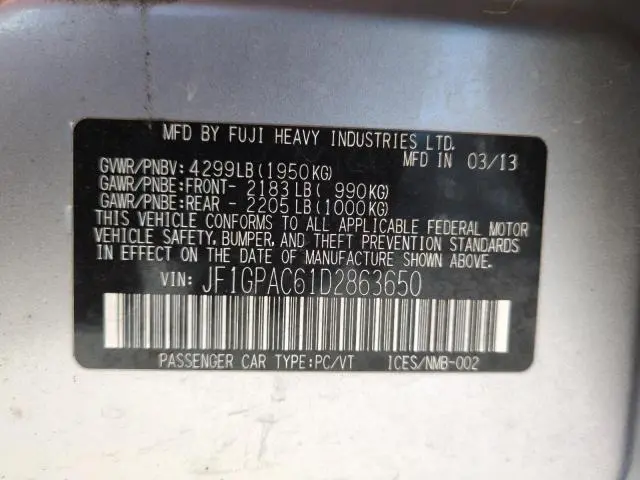 MFD BY FUJI HEAVY INDUSTRIES LTD.
MFD IN 03/13
GVWR/PNBV: 4299LB(1950KG)
GAWR/PNBE:FRONT- 2183LB( 990KG)
GAWR/PNBE:REAR - 2205LB(1000KG)
THIS VEHICLE CONFORMS TO ALL APPLICABLE FEDERAL MOTOR
VEHICLE SAFETY, BUMPER, AND THEFT PREVENTION STANDARDS
IN EFFECT ON THE DATE OF MANUFACTURE SHOWN ABOVE.
VIN: JF1GPAC61D2863650
PASSENGER CAR TYPE:PC/VT ICES/NMB-002